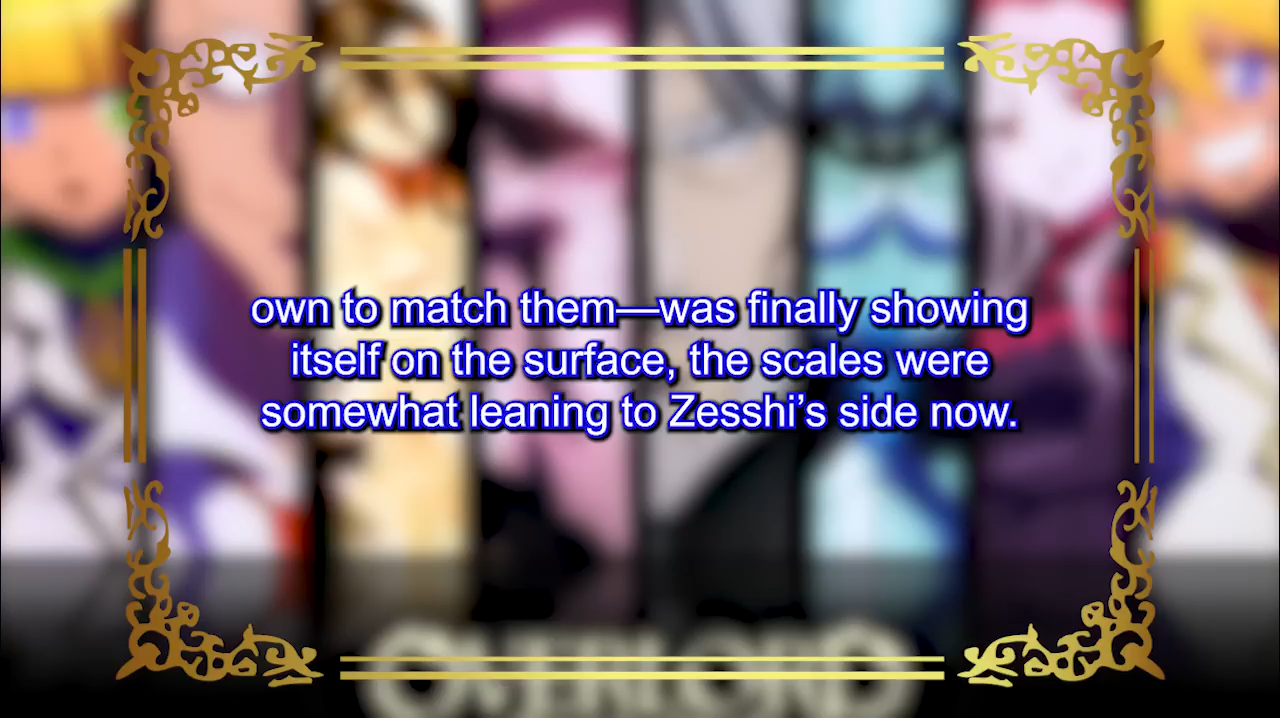 own to match them—was finally showing
itself on the surface, the scales were
somewhat leaning to Zesshi’s side now.
OVERLORD